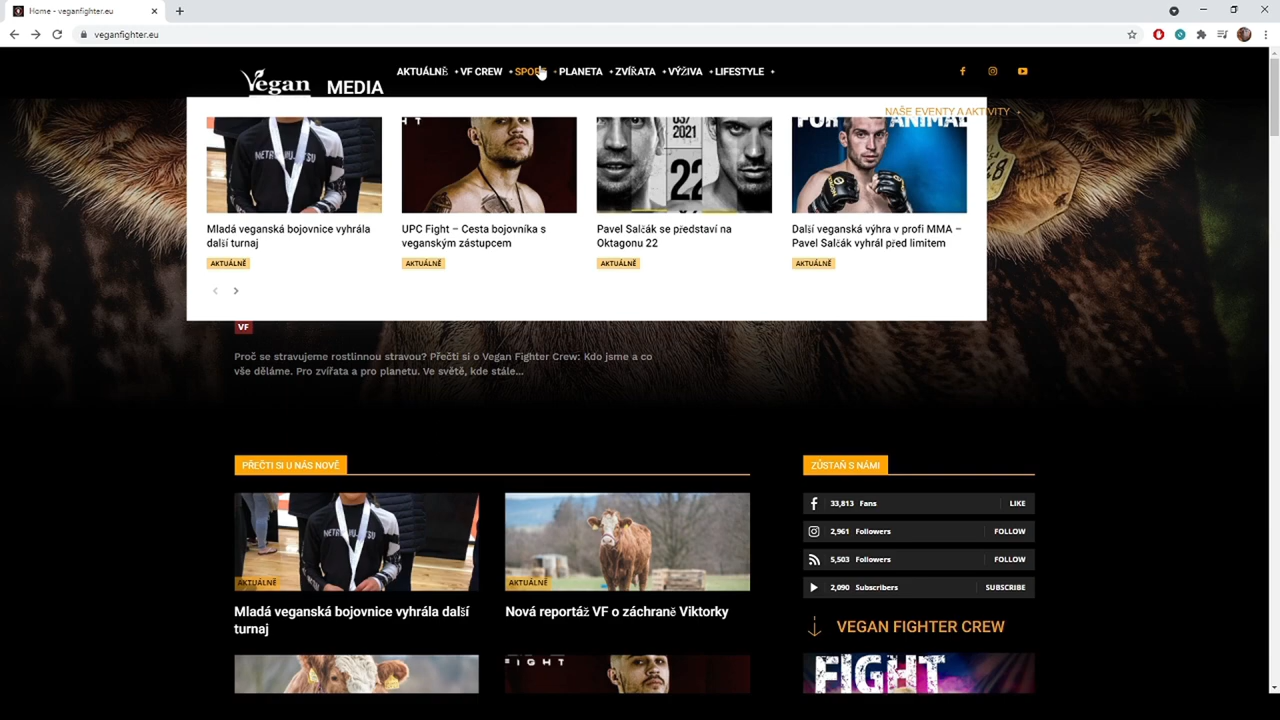 Home - veganfighter.eu
veganfighter.eu
Vegan MEDIA
AKTUÁLNĚ VF CREW SPORT PLANETA ZVÍŘATA VÝŽIVA LIFESTYLE
NAŠE EVENTY A AKTIVITY
METRO JIU JITSU
2021
22
Mladá veganská bojovnice vyhrála
další turnaj
AKTUÁLNĚ
UPC Fight – Cesta bojovníka s
veganským zástupcem
AKTUÁLNĚ
Pavel Salčák se představí na
Oktagonu 22
AKTUÁLNĚ
Další veganská výhra v profi MMA –
Pavel Salčák vyhrál před limitem
AKTUÁLNĚ
VF
Proč se stravujeme rostlinnou stravou? Přečti si o Vegan Fighter Crew: Kdo jsme a co
vše děláme. Pro zvířata a pro planetu. Ve světě, kde stále...
PŘEČTI SI U NÁS NOVĚ
AKTUÁLNĚ
Mladá veganská bojovnice vyhrála další
turnaj
AKTUÁLNĚ
Nová reportáž VF o záchraně Viktorky
FIGHT
ZŮSTAŇ S NÁMI
33,813 Fans LIKE
2,961 Followers FOLLOW
5,503 Followers FOLLOW
2,090 Subscribers SUBSCRIBE
VEGAN FIGHTER CREW
FIGHT